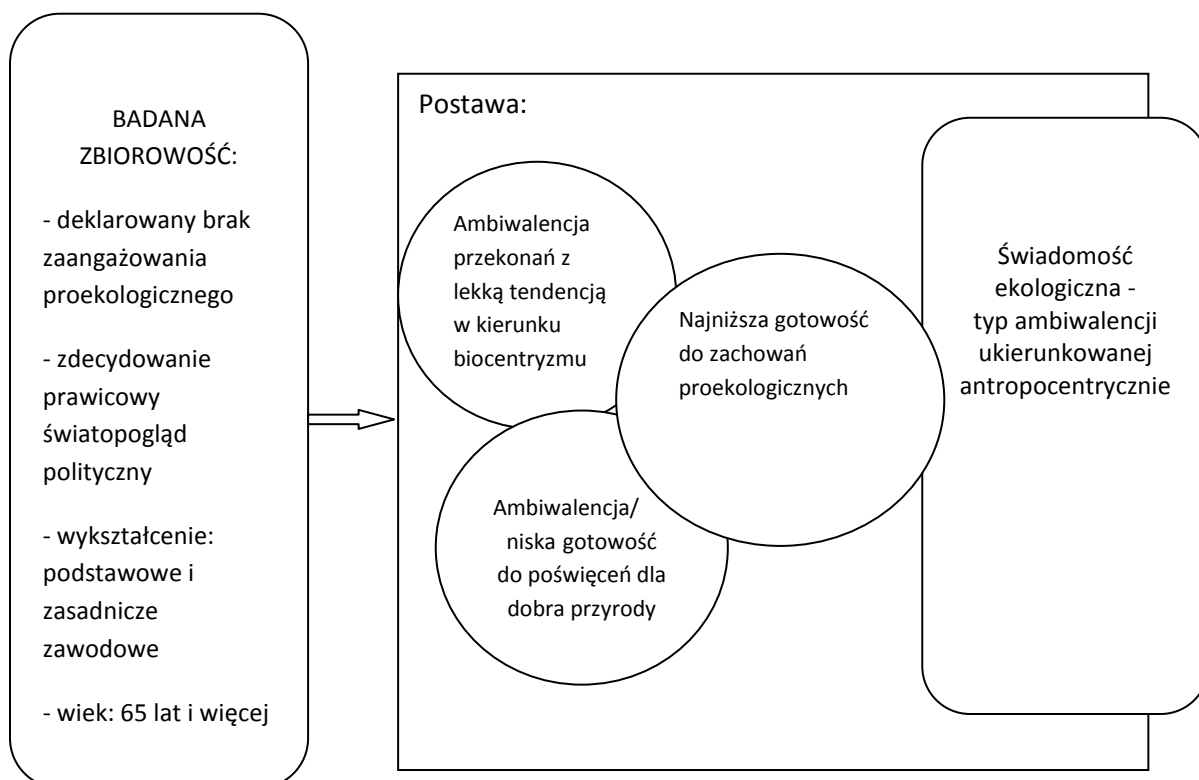 BADANA
ZBIOROWOŚĆ:
- deklarowany brak
zaangażowania
proekologicznego
- zdecydowanie
prawicowy
światopogląd
polityczny
- wykształcenie:
podstawowe i
zasadnicze
zawodowe
- wiek: 65 lat i więcej
Postawa:
Ambiwalencja
przekonań z
lekką tendencją
w kierunku
biocentryzmu
Najniższa gotowość
do zachowań
proekologicznych
Ambiwalencja/
niska gotowość
do poświęceń dla
dobra przyrody
Świadomość
ekologiczna -
typ ambiwalencji
ukierunkowanej
antropocentrycznie